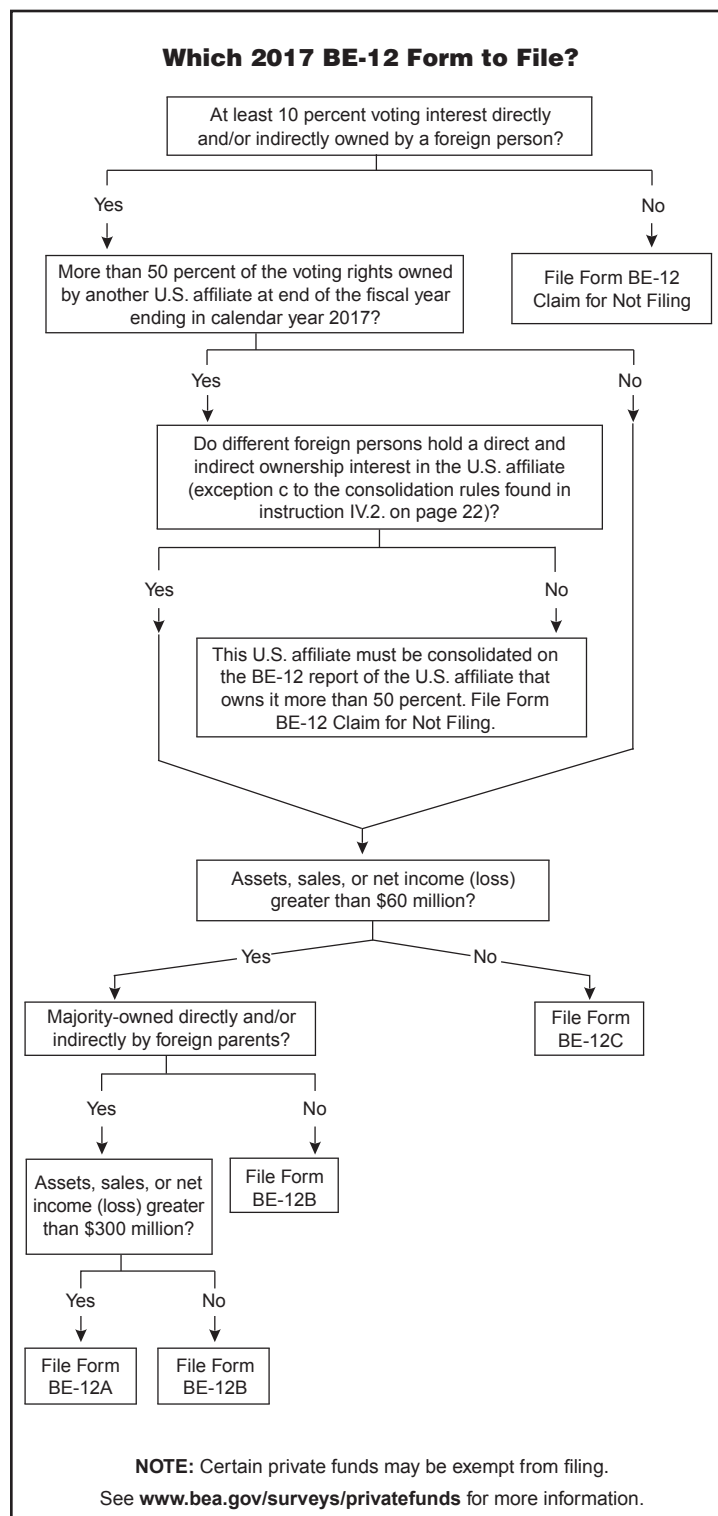 Which 2017 BE-12 Form to File?
At least 10 percent voting interest directly
and/or indirectly owned by a foreign person?
Yes
No
More than 50 percent of the voting rights owned
by another U.S. affiliate at end of the fiscal year
ending in calendar year 2017?
File Form BE-12
Claim for Not Filing
Yes
No
Do different foreign persons hold a direct and
indirect ownership interest in the U.S. affiliate
(exception c to the consolidation rules found in
instruction IV.2. on page 22)?
Yes
No
This U.S. affiliate must be consolidated on
the BE-12 report of the U.S. affiliate that
owns it more than 50 percent. File Form
BE-12 Claim for Not Filing.
Assets, sales, or net income (loss)
greater than $60 million?
Yes
No
Majority-owned directly and/or
indirectly by foreign parents?
File Form
BE-12C
Yes
No
Assets, sales, or net
income (loss) greater
than $300 million?
File Form
BE-12B
Yes
No
File Form
BE-12A
File Form
BE-12B
NOTE: Certain private funds may be exempt from filing.
See www.bea.gov/surveys/privatefunds for more information.